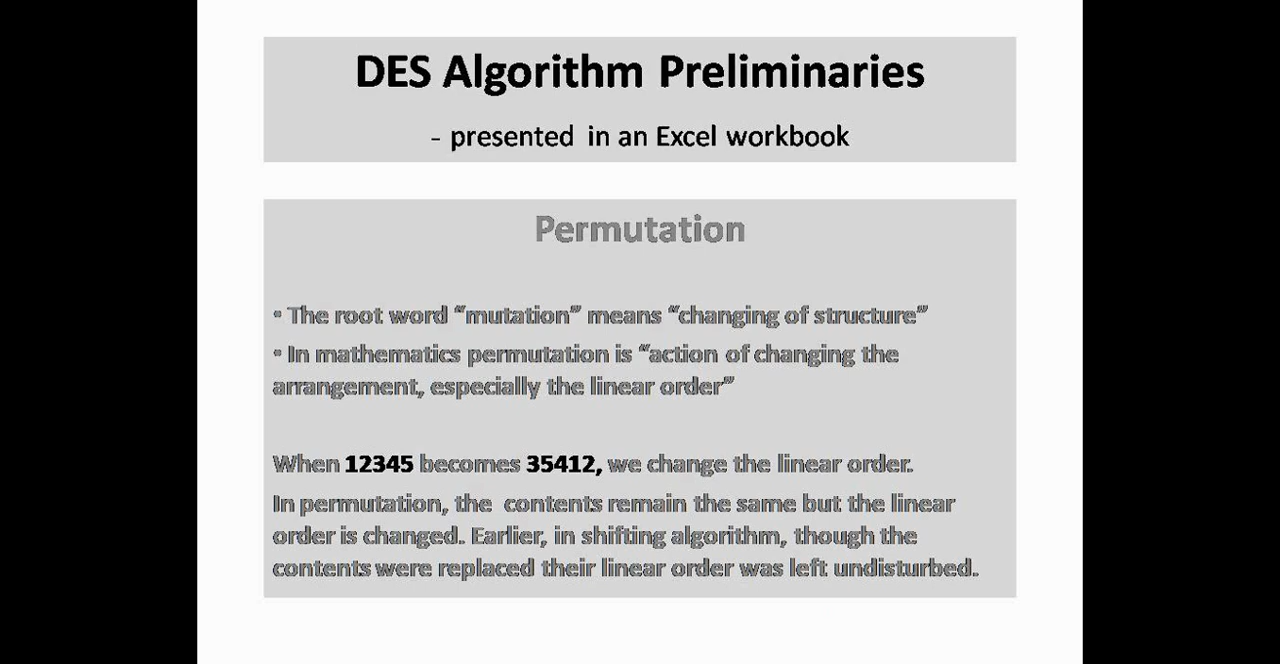 DES Algorithm Preliminaries
- presented in an Excel workbook
Permutation
• The root word “mutation” means “changing of structure”
• In mathematics permutation is “action of changing the
arrangement, especially the linear order”
When 12345 becomes 35412, we change the linear order.
In permutation, the contents remain the same but the linear
order is changed. Earlier, in shifting algorithm, though the
contents were replaced their linear order was left undisturbed.